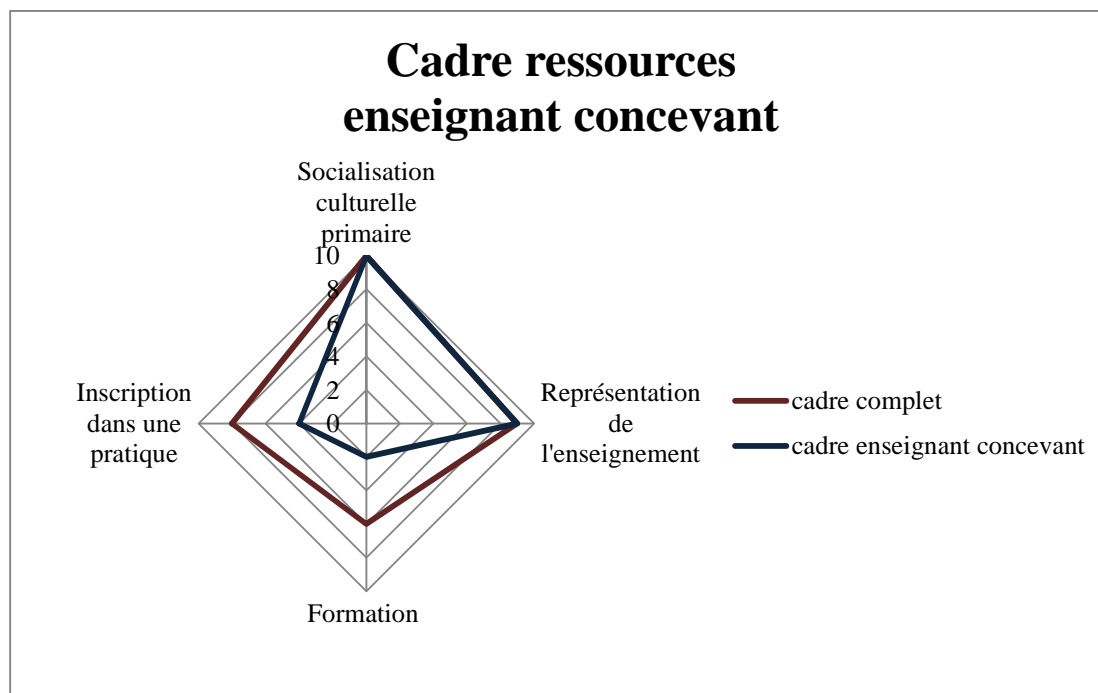 Cadre ressources
enseignant concevant
Socialisation
culturelle
primaire
10
8
6
4
2
0
Inscription
dans une
pratique
Représentation
de
l'enseignement
Formation
cadre complet
cadre enseignant concevant